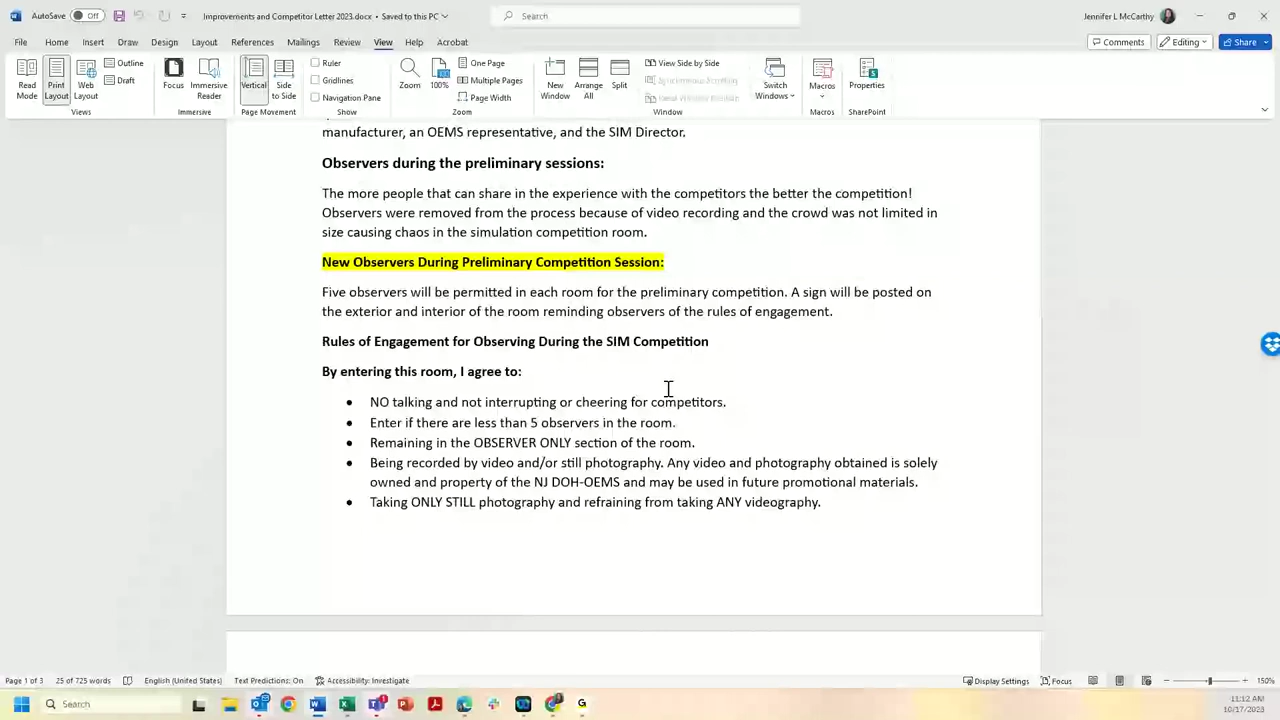 AutoSave Off Improvements and Competitor Letter 2023.docx • Saved to this PC Search Jennifer L McCarthy
File Home Insert Draw Design Layout References Mailings Review View Help Acrobat Comments Editing Share
Read Mode Print Layout Web Layout Outline Draft Focus Immersive Reader Vertical Side to Side Ruler Gridlines Navigation Pane Zoom 100% One Page Multiple Pages Page Width New Window Arrange All Split View Side by Side Synchronous Scrolling Reset Window Position Switch Windows Macros Properties
Views Immersive Page Movement Show Zoom Window Macros SharePoint
manufacturer, an OEMS representative, and the SIM Director.
Observers during the preliminary sessions:
The more people that can share in the experience with the competitors the better the competition!
Observers were removed from the process because of video recording and the crowd was not limited in
size causing chaos in the simulation competition room.
New Observers During Preliminary Competition Session:
Five observers will be permitted in each room for the preliminary competition. A sign will be posted on
the exterior and interior of the room reminding observers of the rules of engagement.
Rules of Engagement for Observing During the SIM Competition
By entering this room, I agree to:
• NO talking and not interrupting or cheering for competitors.
• Enter if there are less than 5 observers in the room.
• Remaining in the OBSERVER ONLY section of the room.
• Being recorded by video and/or still photography. Any video and photography obtained is solely
owned and property of the NJ DOH-OEMS and may be used in future promotional materials.
• Taking ONLY STILL photography and refraining from taking ANY videography.
Page 1 of 3 25 of 725 words English (United States) Text Predictions: On Accessibility: Investigate Display Settings Focus 150%
Search 11:12 AM
10/17/2023